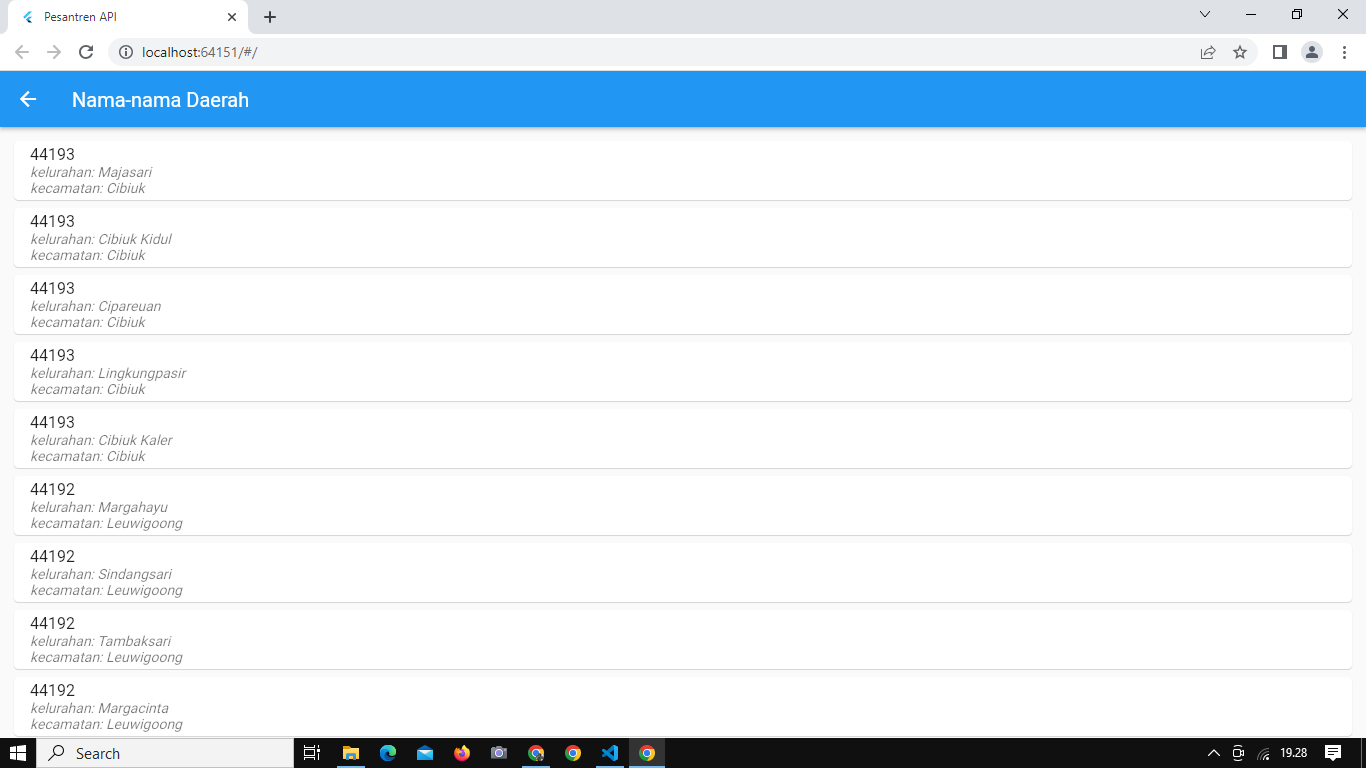 Pesantren API
localhost:64151/#/
Nama-nama Daerah
44193
kelurahan: Majasari
kecamatan: Cibiuk
44193
kelurahan: Cibiuk Kidul
kecamatan: Cibiuk
44193
kelurahan: Cipareuan
kecamatan: Cibiuk
44193
kelurahan: Lingkungpasir
kecamatan: Cibiuk
44193
kelurahan: Cibiuk Kaler
kecamatan: Cibiuk
44192
kelurahan: Margahayu
kecamatan: Leuwigoong
44192
kelurahan: Sindangsari
kecamatan: Leuwigoong
44192
kelurahan: Tambaksari
kecamatan: Leuwigoong
44192
kelurahan: Margacinta
kecamatan: Leuwigoong
Search
19.28